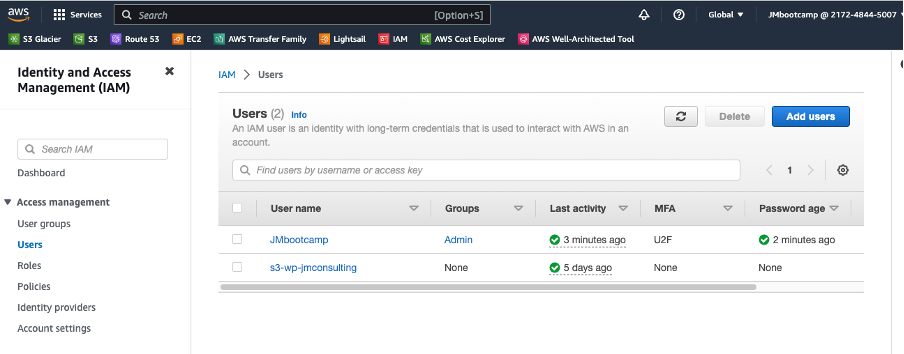 aws Services Search [Option+S] Global JMbootcamp @ 2172-4844-5007
S3 Glacier S3 Route 53 EC2 AWS Transfer Family Lightsail IAM AWS Cost Explorer AWS Well-Architected Tool
Identity and Access
Management (IAM)
Search IAM
Dashboard
Access management
User groups
Users
Roles
Policies
Identity providers
Account settings
IAM > Users
Users (2) Info
An IAM user is an identity with long-term credentials that is used to interact with AWS in an
account.
Delete
Add users
Find users by username or access key
1
User name Groups Last activity MFA Password age
JMbootcamp Admin 3 minutes ago U2F 2 minutes ago
s3-wp-jmconsulting None 5 days ago None None